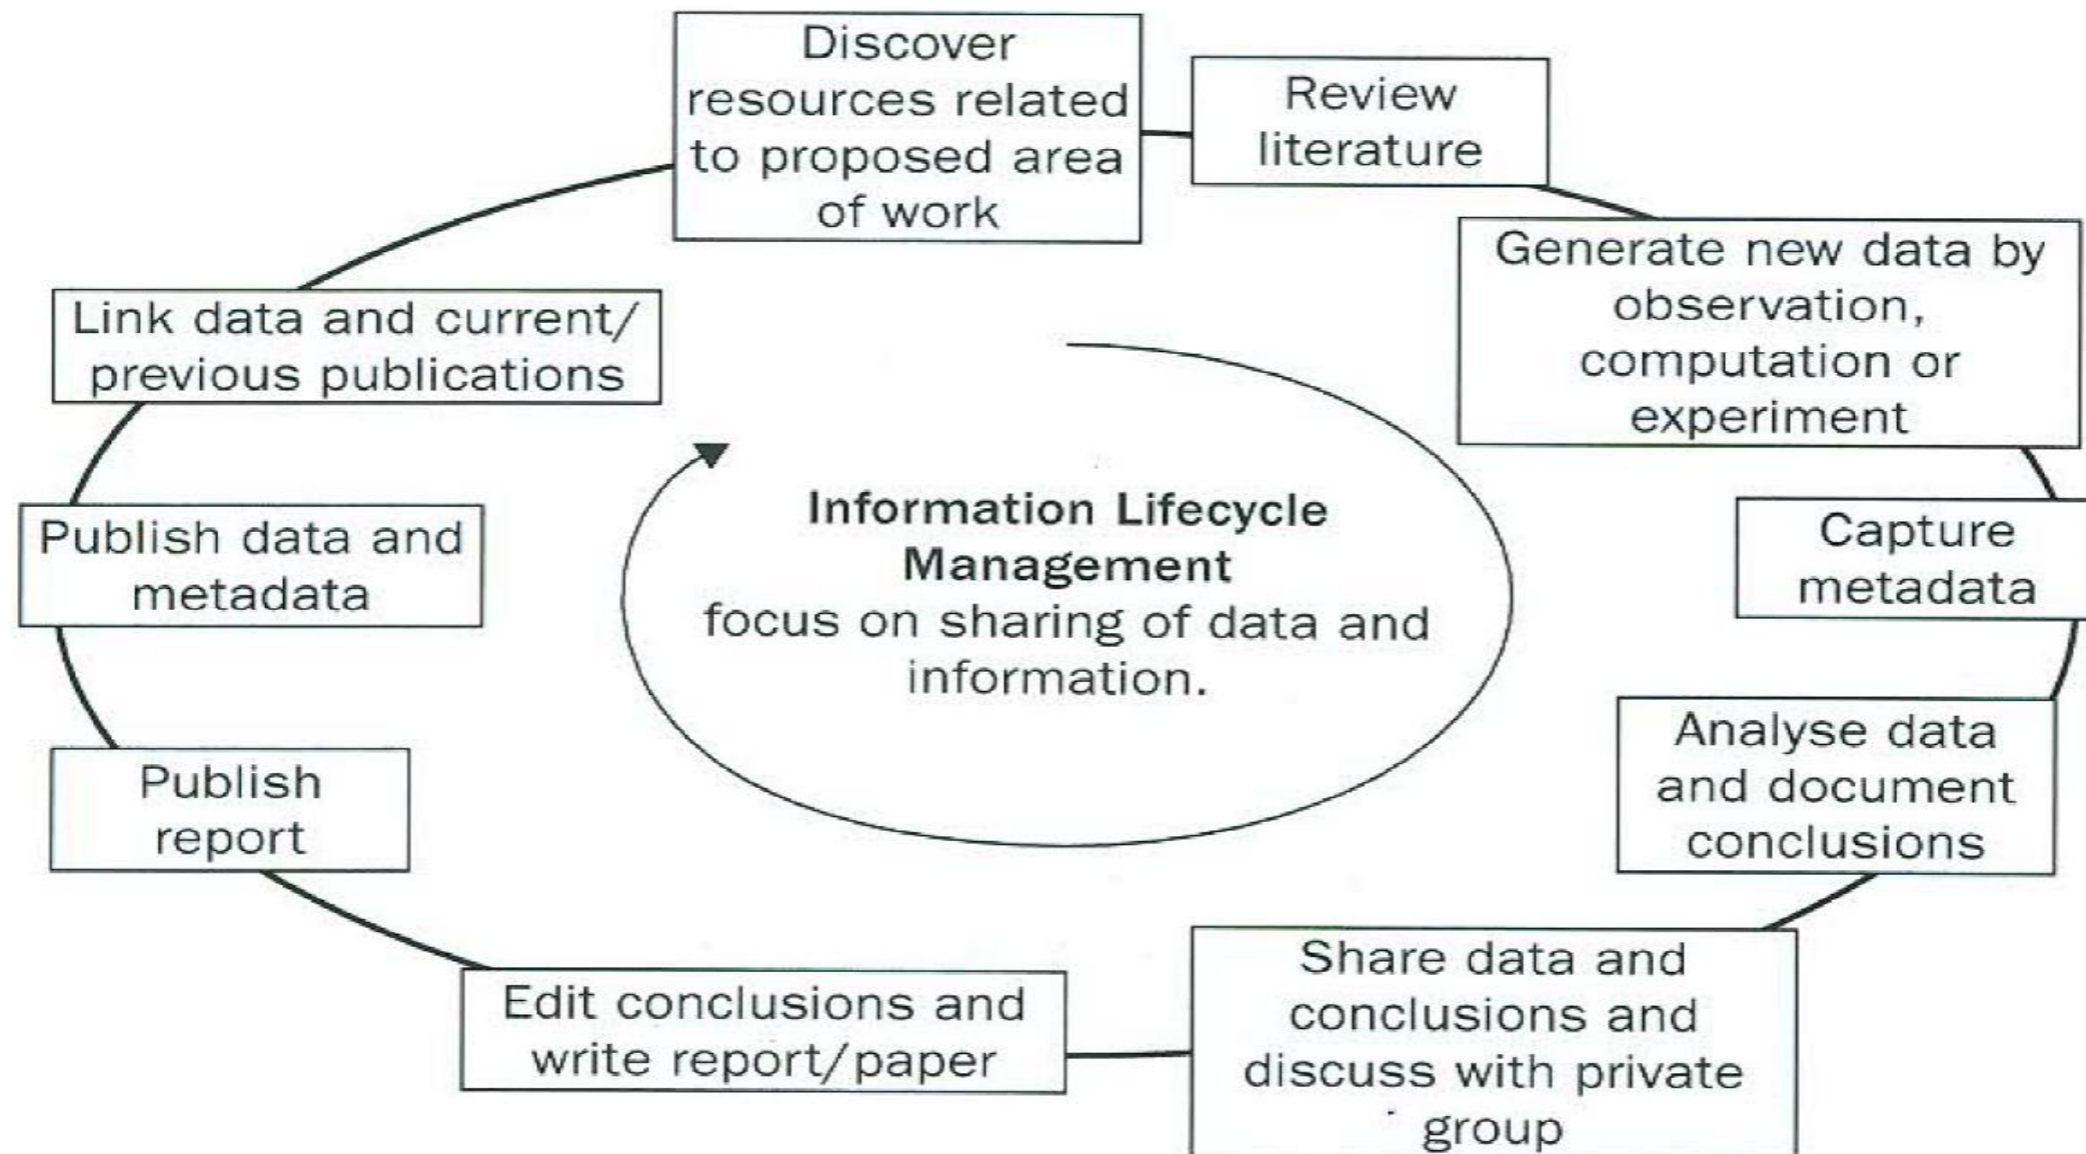 Discover
resources related
to proposed area
of work
Review
literature
Generate new data by
observation,
computation or
experiment
Capture
metadata
Analyse data
and document
conclusions
Share data and
conclusions and
discuss with private
group
Edit conclusions and
write report/paper
Publish
report
Publish data and
metadata
Link data and current/
previous publications
Information Lifecycle
Management
focus on sharing of data and
information.